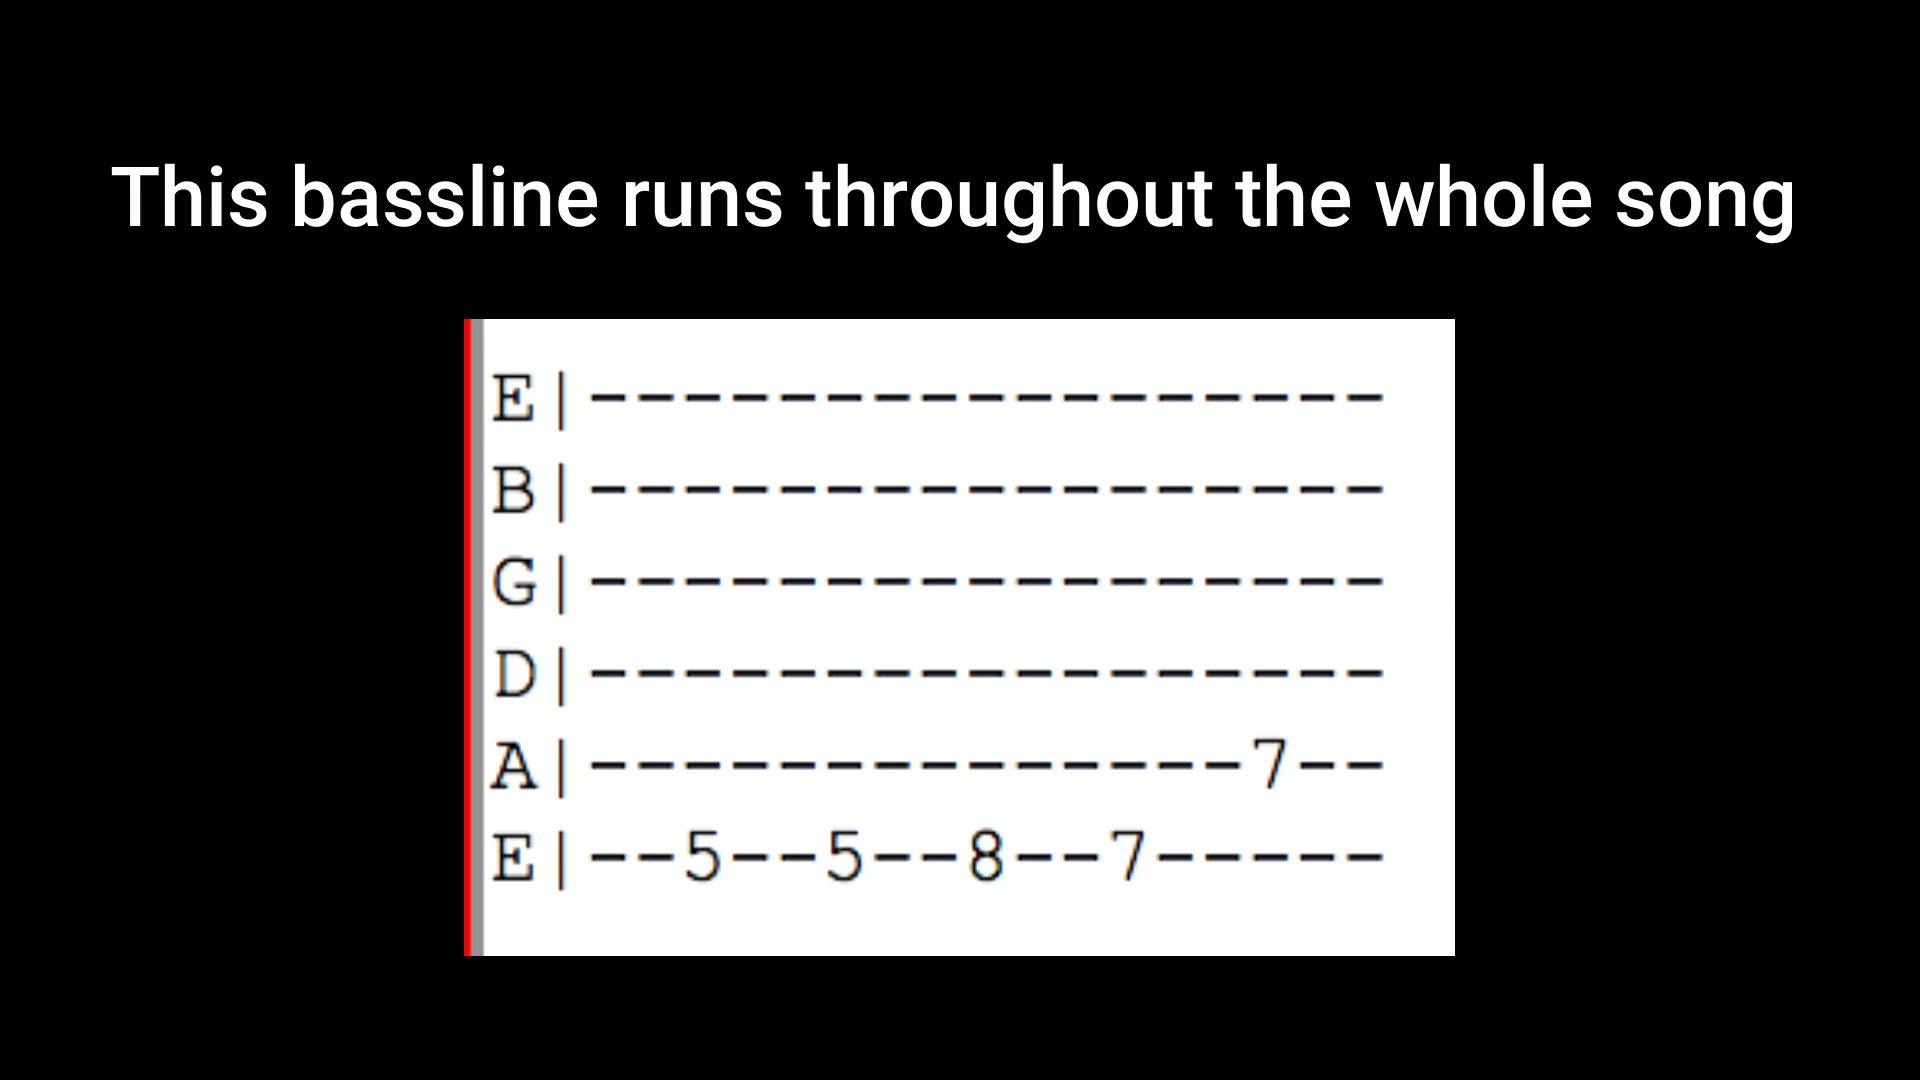 This bassline runs throughout the whole song
E|-----------------
B|-----------------
G|-----------------
D|-----------------
A|--------------7--
E|--5--5--8--7-----